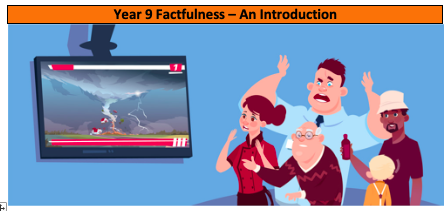 Year 9 Factfulness – An Introduction